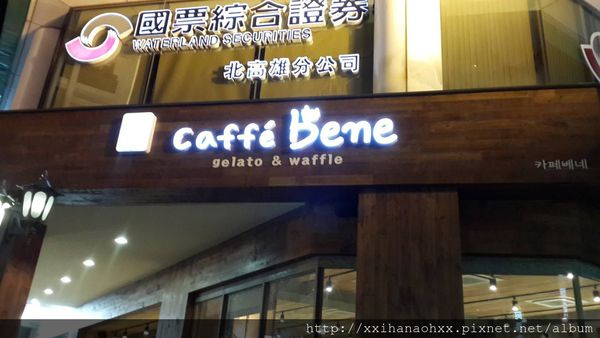 國票綜合證券
WATERLAND SECURITIES
北高雄分公司
caffé bene
gelato & waffle
카페베네
http://xxihanaohxx.pixnet.net/album